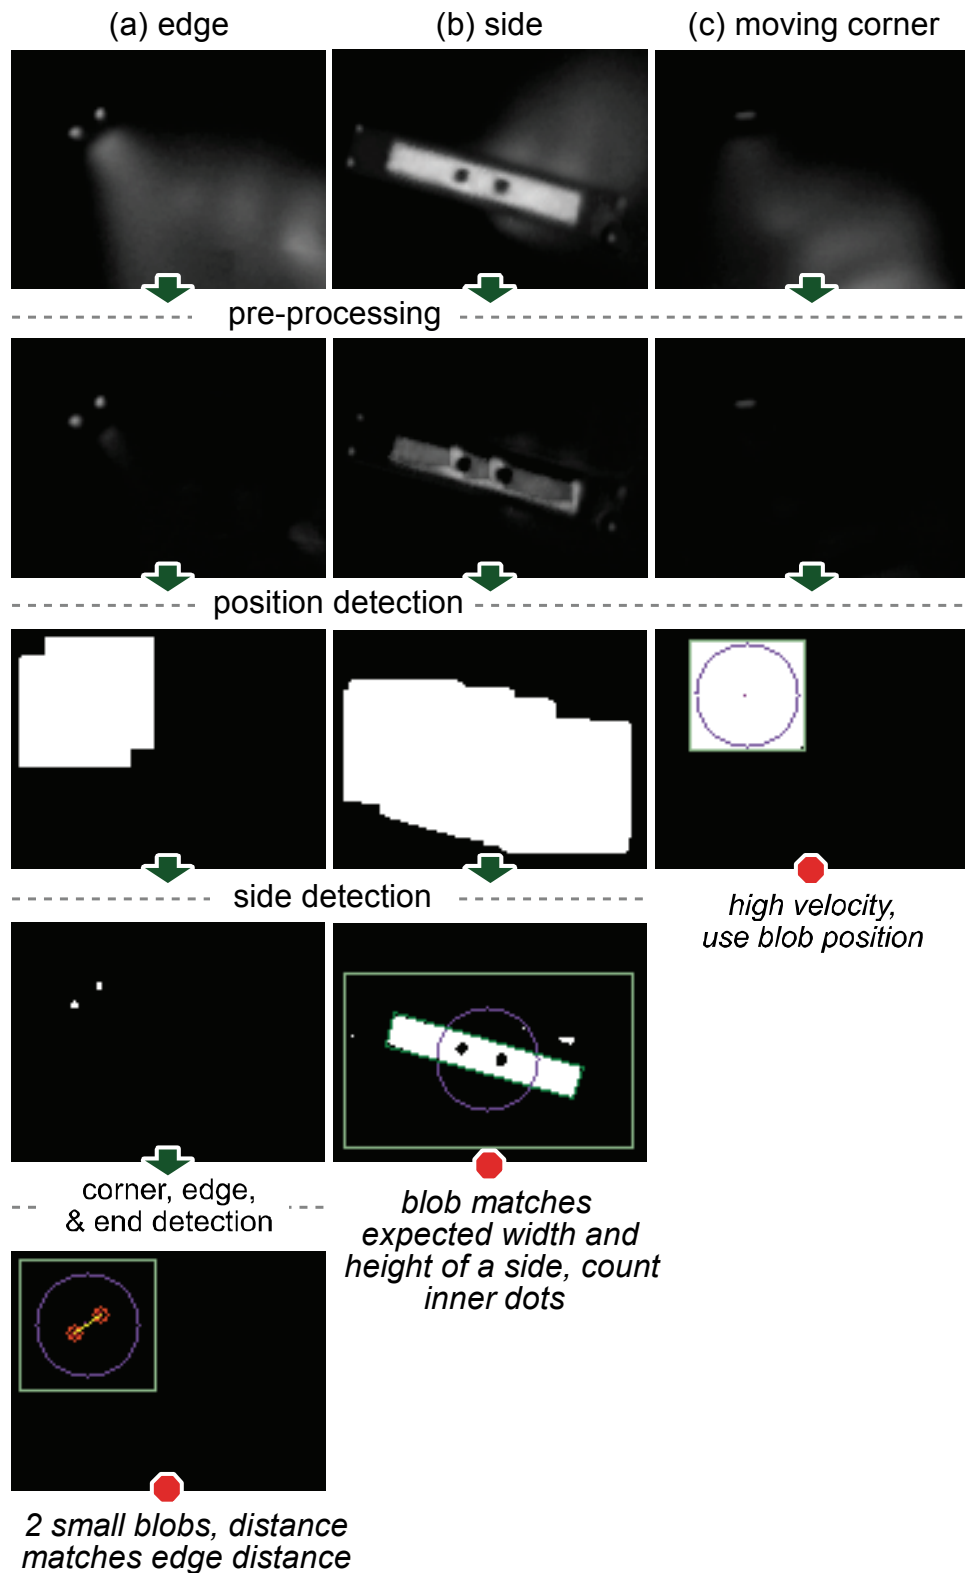 (a) edge
(b) side
(c) moving corner
pre-processing
position detection
side detection
high velocity,
use blob position
corner, edge,
& end detection
blob matches
expected width and
height of a side, count
inner dots
2 small blobs, distance
matches edge distance